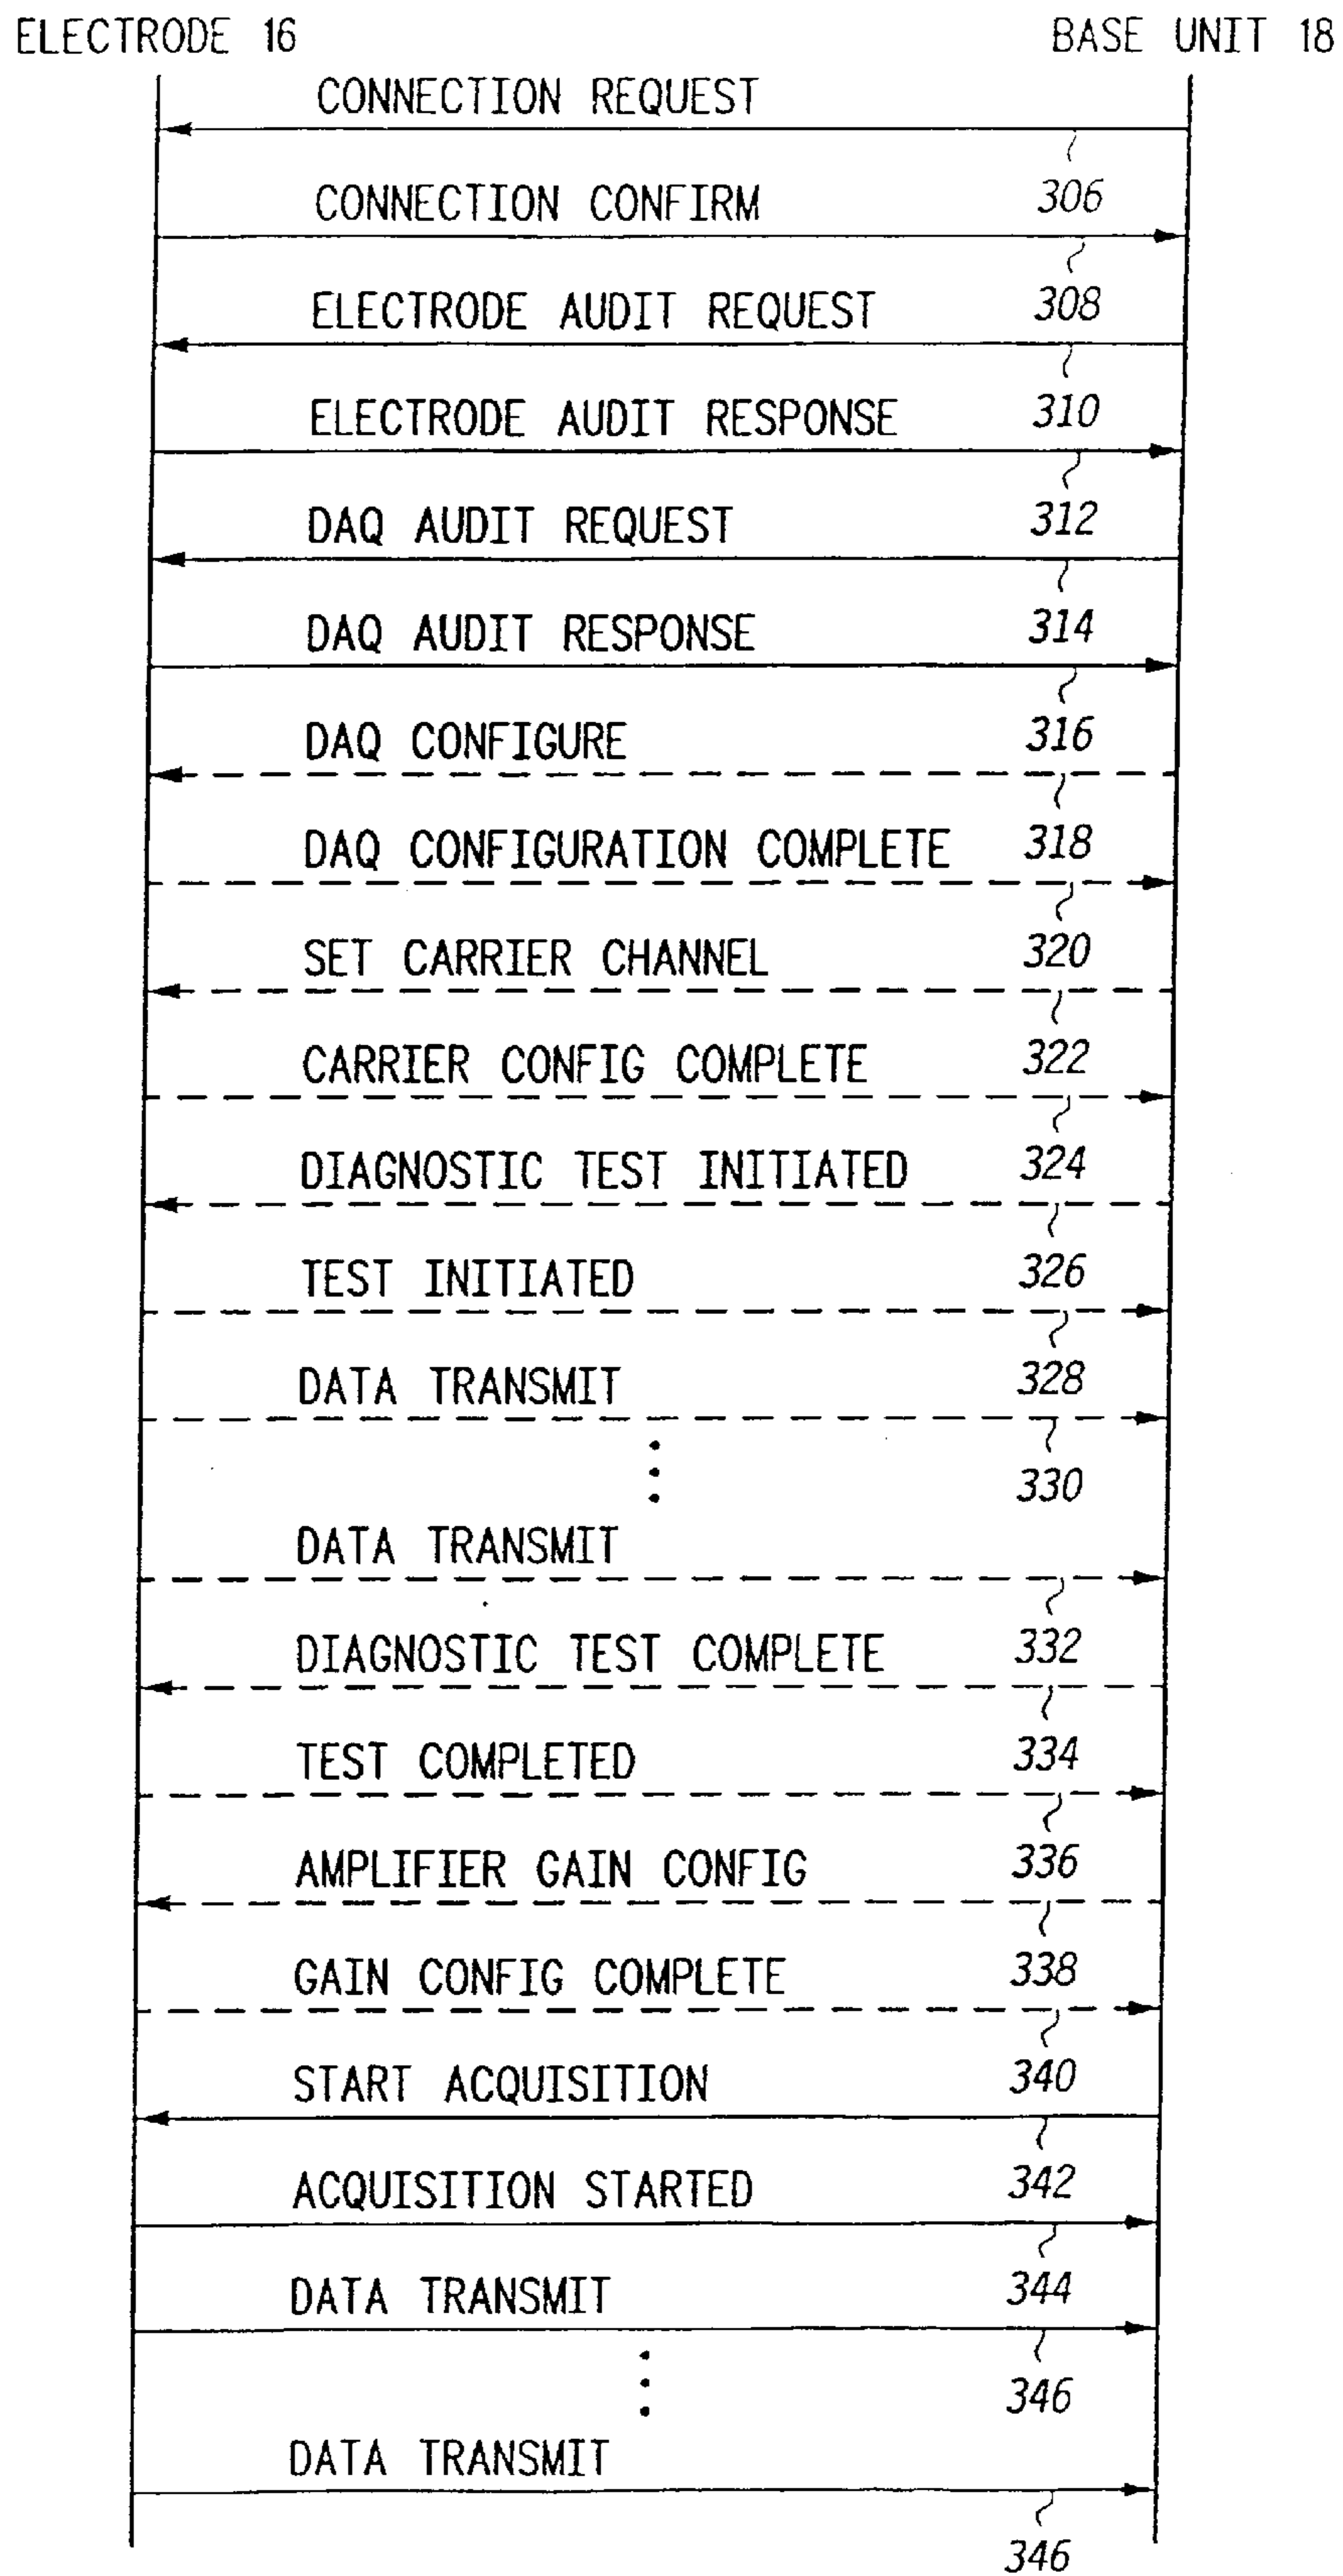 ELECTRODE 16 BASE UNIT 18
CONNECTION REQUEST
306
CONNECTION CONFIRM
308
ELECTRODE AUDIT REQUEST
310
ELECTRODE AUDIT RESPONSE
312
DAQ AUDIT REQUEST
314
DAQ AUDIT RESPONSE
316
DAQ CONFIGURE
318
DAQ CONFIGURATION COMPLETE
320
SET CARRIER CHANNEL
322
CARRIER CONFIG COMPLETE
324
DIAGNOSTIC TEST INITIATED
326
TEST INITIATED
328
DATA TRANSMIT
330
DATA TRANSMIT
332
DIAGNOSTIC TEST COMPLETE
334
TEST COMPLETED
336
AMPLIFIER GAIN CONFIG
338
GAIN CONFIG COMPLETE
340
START ACQUISITION
342
ACQUISITION STARTED
344
DATA TRANSMIT
346
DATA TRANSMIT
346